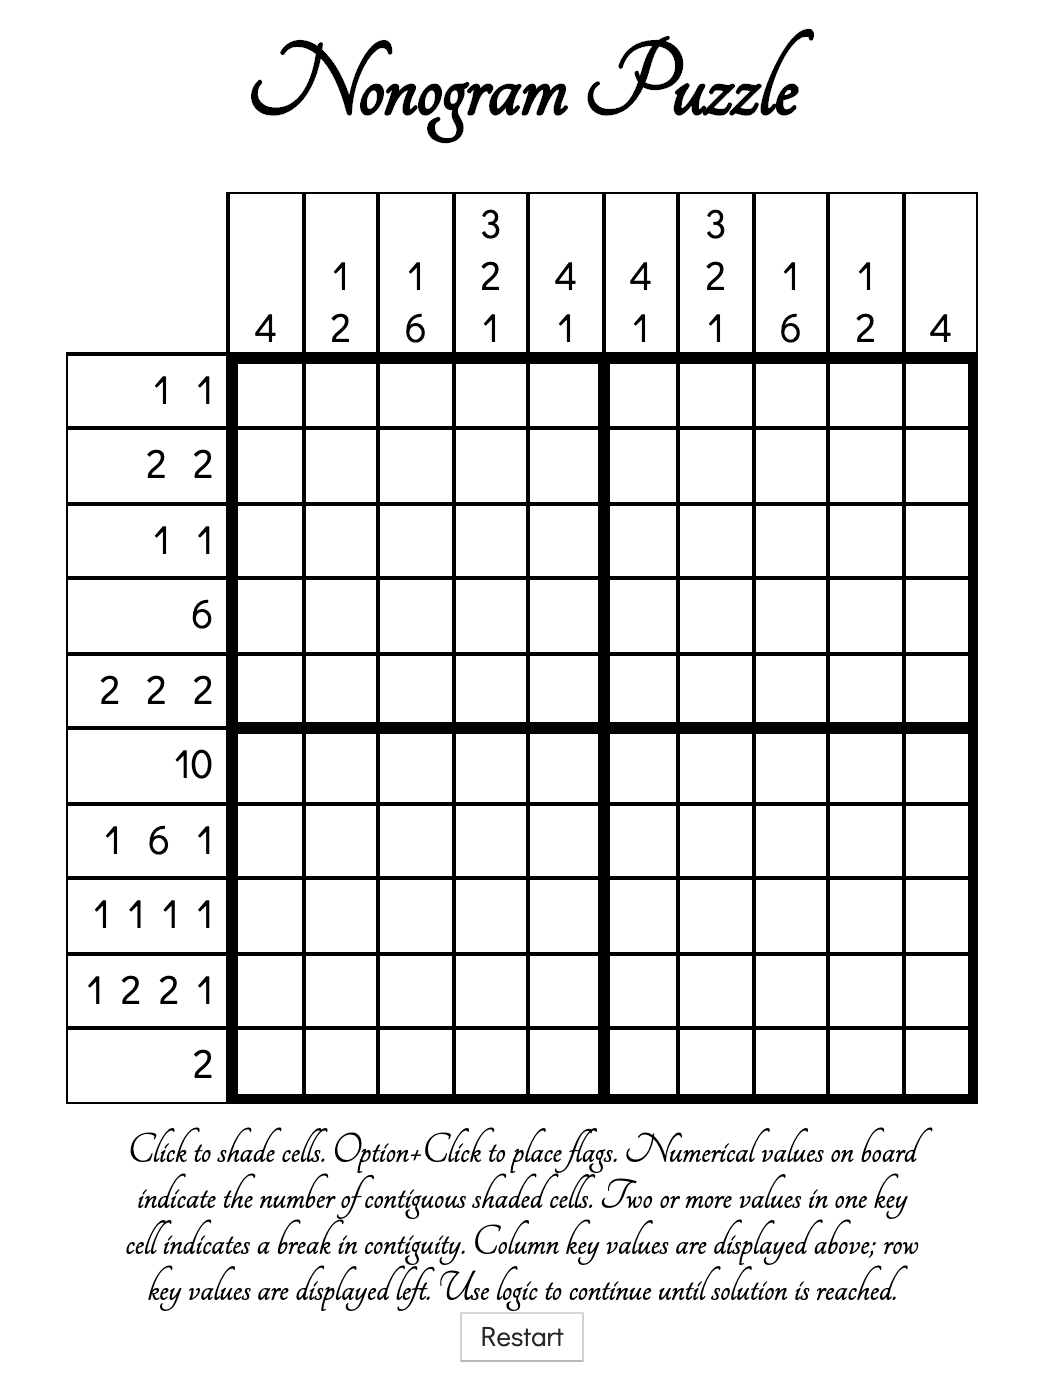 Nonogram Puzzle
3 3
1 1 2 4 4 2 1 1
4 2 6 1 1 1 1 6 2 4
1 1
2 2
1 1
6
2 2 2
10
1 6 1
1 1 1 1
1 2 2 1
2
Click to shade cells. Option+Click to place flags. Numerical values on board
indicate the number of contiguous shaded cells. Two or more values in one key
cell indicates a break in contiguity. Column key values are displayed above; row
key values are displayed left. Use logic to continue until solution is reached.
Restart